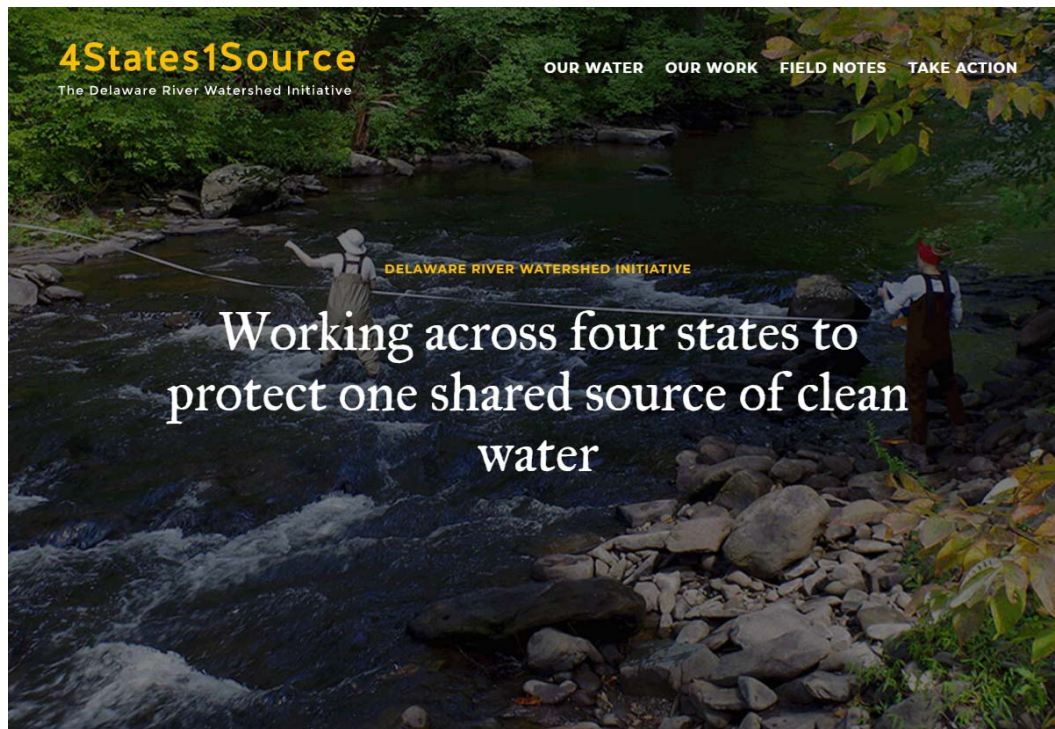 4States1Source
The Delaware River Watershed Initiative
OUR WATER OUR WORK FIELD NOTES TAKE ACTION
DELAWARE RIVER WATERSHED INITIATIVE
Working across four states to
protect one shared source of clean
water